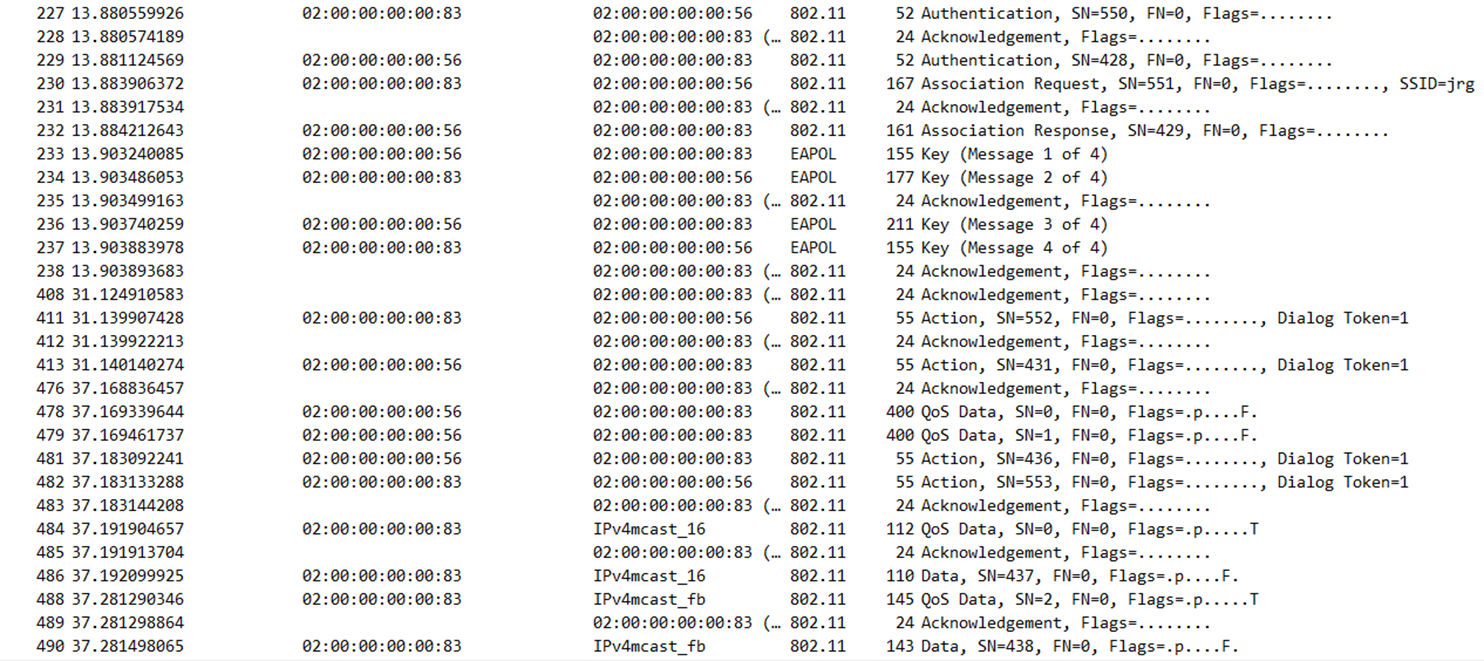 227 13.880559926 02:00:00:00:00:83 02:00:00:00:00:56 802.11 52 Authentication, SN=550, FN=0, Flags=........
228 13.880574189 02:00:00:00:00:83 (… 802.11 24 Acknowledgement, Flags=........
229 13.881124569 02:00:00:00:00:56 02:00:00:00:00:83 802.11 52 Authentication, SN=428, FN=0, Flags=........
230 13.883906372 02:00:00:00:00:83 02:00:00:00:00:56 802.11 167 Association Request, SN=551, FN=0, Flags=........, SSID=jrg
231 13.883917534 02:00:00:00:00:83 (… 802.11 24 Acknowledgement, Flags=........
232 13.884212643 02:00:00:00:00:56 02:00:00:00:00:83 802.11 161 Association Response, SN=429, FN=0, Flags=........
233 13.903240085 02:00:00:00:00:56 02:00:00:00:00:83 EAPOL 155 Key (Message 1 of 4)
234 13.903486053 02:00:00:00:00:83 02:00:00:00:00:56 EAPOL 177 Key (Message 2 of 4)
235 13.903499163 02:00:00:00:00:83 (… 802.11 24 Acknowledgement, Flags=........
236 13.903740259 02:00:00:00:00:56 02:00:00:00:00:83 EAPOL 211 Key (Message 3 of 4)
237 13.903883978 02:00:00:00:00:83 02:00:00:00:00:56 EAPOL 155 Key (Message 4 of 4)
238 13.903893683 02:00:00:00:00:83 (… 802.11 24 Acknowledgement, Flags=........
408 31.124910583 02:00:00:00:00:83 (… 802.11 24 Acknowledgement, Flags=........
411 31.139907428 02:00:00:00:00:83 02:00:00:00:00:56 802.11 55 Action, SN=552, FN=0, Flags=........, Dialog Token=1
412 31.139922213 02:00:00:00:00:83 (… 802.11 24 Acknowledgement, Flags=........
413 31.140140274 02:00:00:00:00:56 02:00:00:00:00:83 802.11 55 Action, SN=431, FN=0, Flags=........, Dialog Token=1
476 37.168836457 02:00:00:00:00:83 (… 802.11 24 Acknowledgement, Flags=........
478 37.169339644 02:00:00:00:00:56 02:00:00:00:00:83 802.11 400 QoS Data, SN=0, FN=0, Flags=.p....F.
479 37.169461737 02:00:00:00:00:56 02:00:00:00:00:83 802.11 400 QoS Data, SN=1, FN=0, Flags=.p....F.
481 37.183092241 02:00:00:00:00:56 02:00:00:00:00:83 802.11 55 Action, SN=436, FN=0, Flags=........, Dialog Token=1
482 37.183133288 02:00:00:00:00:83 02:00:00:00:00:56 802.11 55 Action, SN=553, FN=0, Flags=........, Dialog Token=1
483 37.183144208 02:00:00:00:00:83 (… 802.11 24 Acknowledgement, Flags=........
484 37.191904657 02:00:00:00:00:83 IPv4mcast_16 802.11 112 QoS Data, SN=0, FN=0, Flags=.p.....T
485 37.191913704 02:00:00:00:00:83 (… 802.11 24 Acknowledgement, Flags=........
486 37.192099925 02:00:00:00:00:83 IPv4mcast_16 802.11 110 Data, SN=437, FN=0, Flags=.p....F.
488 37.281290346 02:00:00:00:00:83 IPv4mcast_fb 802.11 145 QoS Data, SN=2, FN=0, Flags=.p.....T
489 37.281298864 02:00:00:00:00:83 (… 802.11 24 Acknowledgement, Flags=........
490 37.281498065 02:00:00:00:00:83 IPv4mcast_fb 802.11 143 Data, SN=438, FN=0, Flags=.p....F.